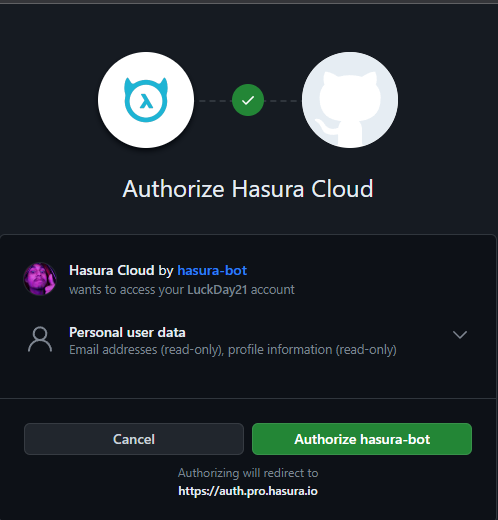 Authorize Hasura Cloud
Hasura Cloud by hasura-bot
wants to access your LuckDay21 account
Personal user data
Email addresses (read-only), profile information (read-only)
Cancel
Authorize hasura-bot
Authorizing will redirect to
https://auth.pro.hasura.io